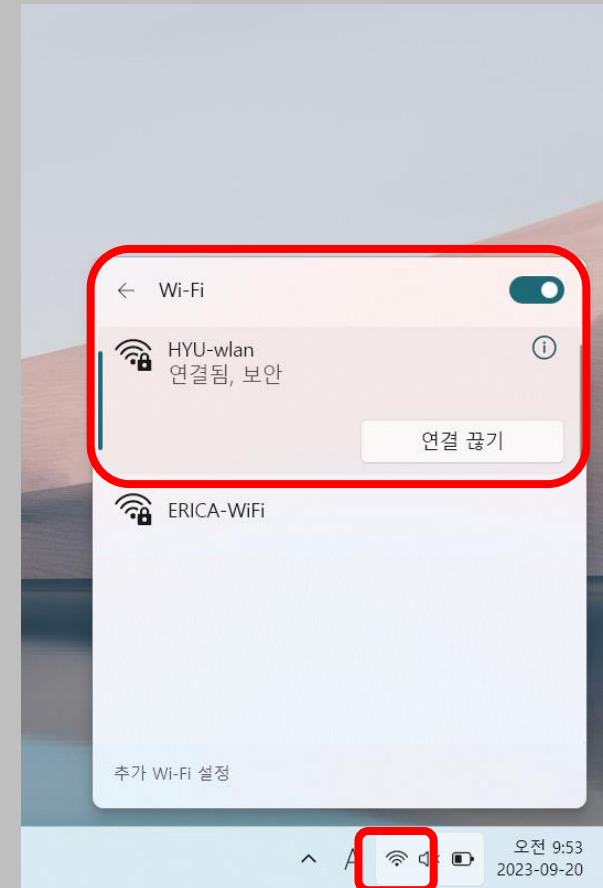 ← Wi-Fi
HYU-wlan
연결됨, 보안
연결 끊기
ERICA-WiFi
추가 Wi-Fi 설정
A
오전 9:53
2023-09-20